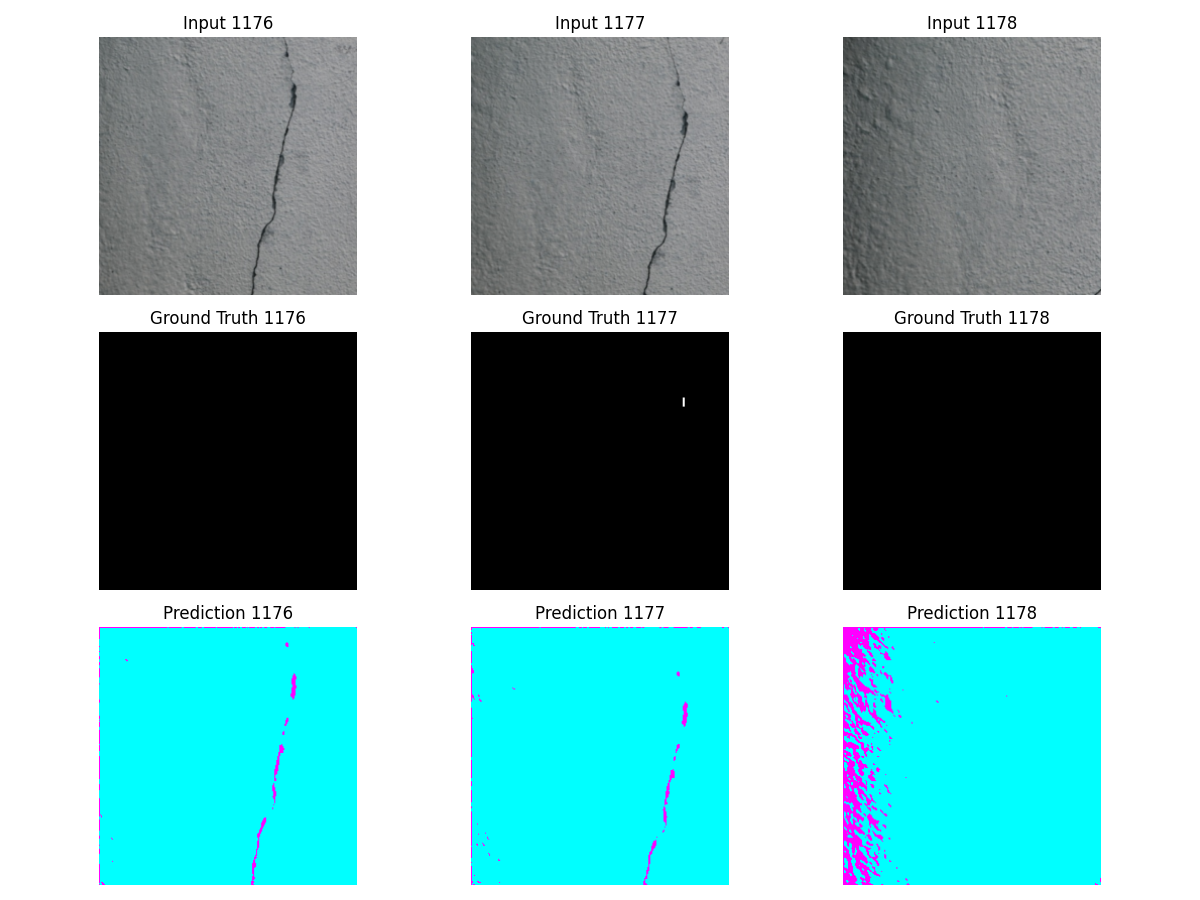 Input 1176
Input 1177
Input 1178
Ground Truth 1176
Ground Truth 1177
Ground Truth 1178
Prediction 1176
Prediction 1177
Prediction 1178